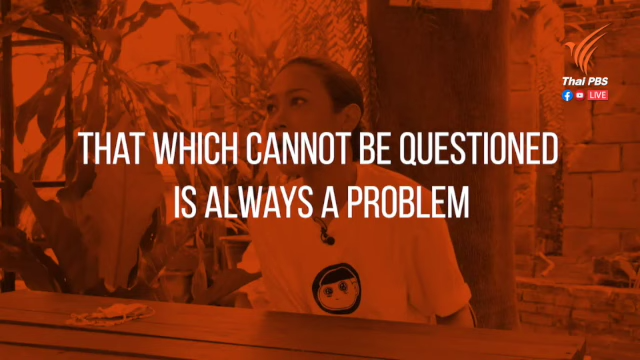 Thai PBS
LIVE
THAT WHICH CANNOT BE QUESTIONED
IS ALWAYS A PROBLEM